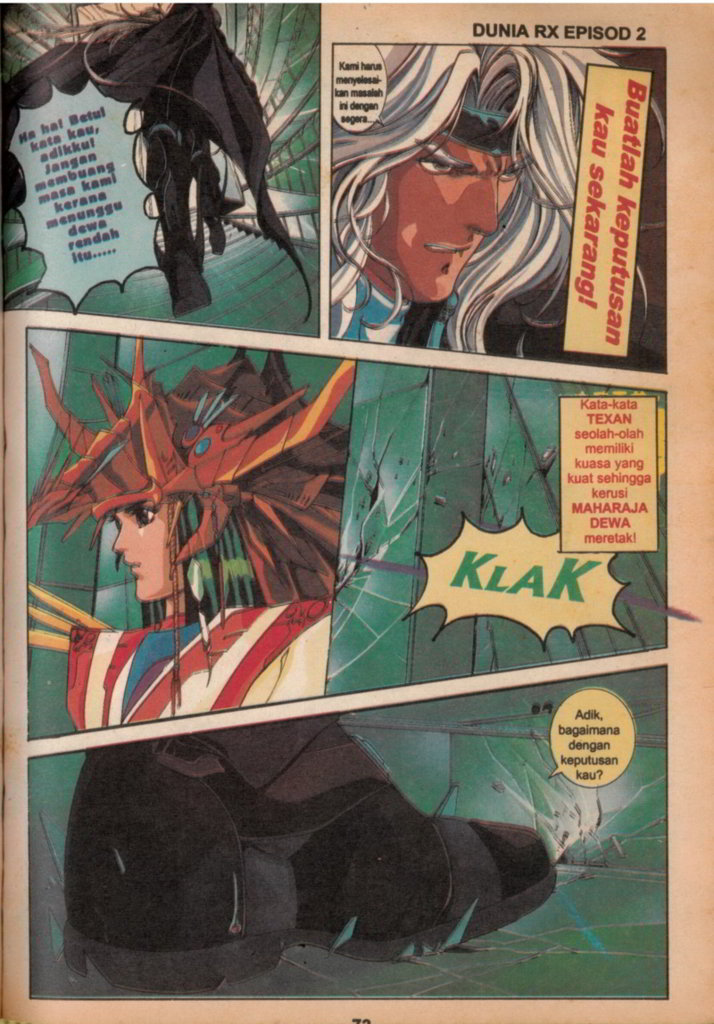 DUNIA RX EPISOD 2
Ha ha! Betul
kata kau,
adikku!
Jangan
membuang
masa kami
kerana
menunggu
dewa
rendah
itu.....
Kami harus
menyelesai-
kan masalah
ini dengan
segera...
Buatlah keputusan
kau sekarang!
Kata-kata
TEXAN
seolah-olah
memiliki
kuasa yang
kuat sehingga
kerusi
MAHARAJA
DEWA
meretak!
KLAK
Adik,
bagaimana
dengan
keputusan
kau?